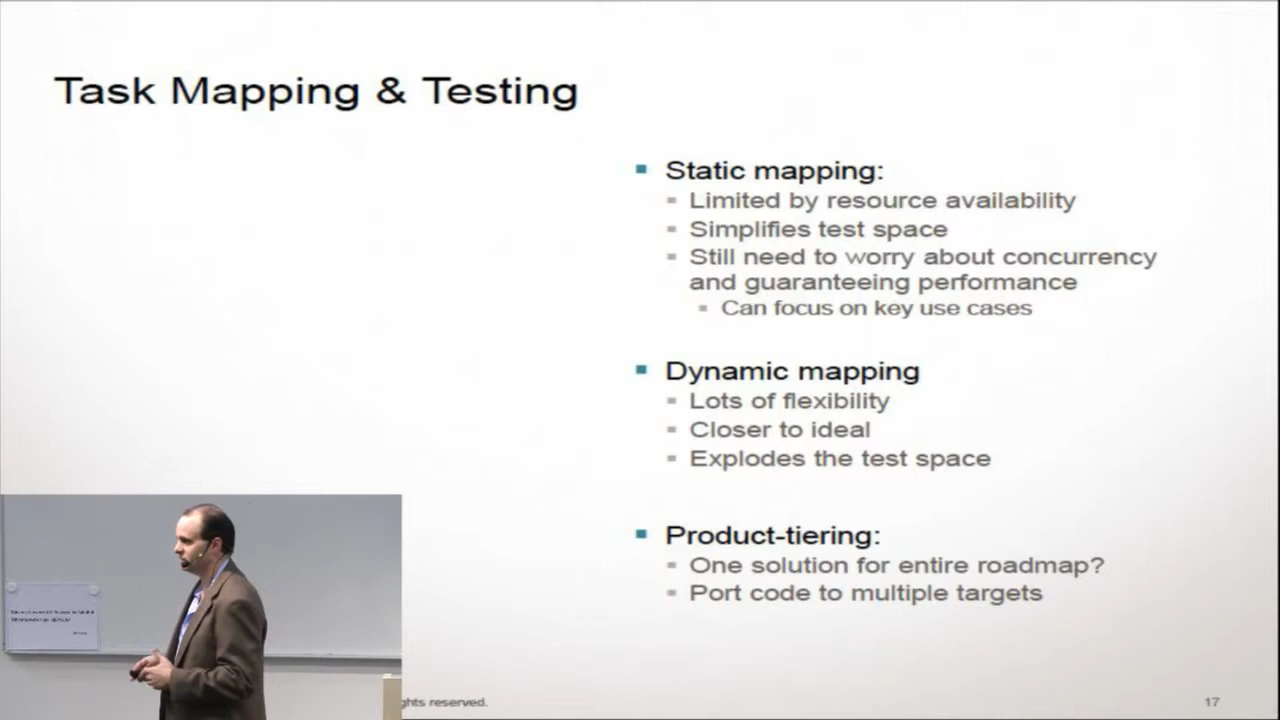 Task Mapping & Testing
Static mapping:
Limited by resource availability
Simplifies test space
Still need to worry about concurrency
and guaranteeing performance
Can focus on key use cases
Dynamic mapping
Lots of flexibility
Closer to ideal
Explodes the test space
Product-tiering:
One solution for entire roadmap?
Port code to multiple targets
reserved.
17